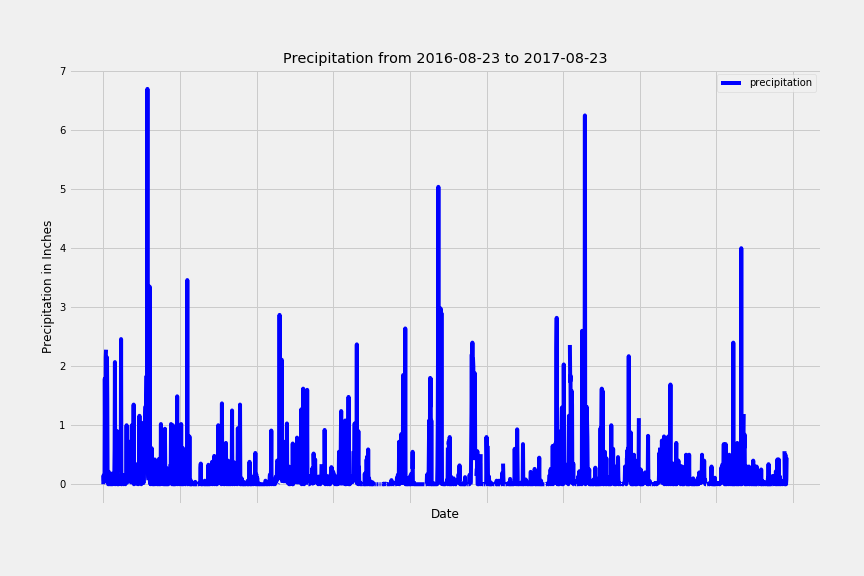 Precipitation from 2016-08-23 to 2017-08-23
precipitation
Precipitation in Inches
7
6
5
4
3
2
1
0
Date